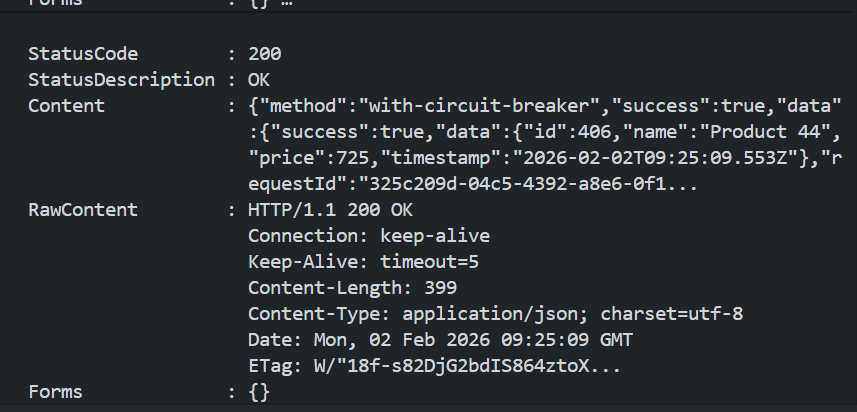 Forms : {} …
StatusCode : 200
StatusDescription : OK
Content : {"method":"with-circuit-breaker","success":true,"data"
:{"success":true,"data":{"id":406,"name":"Product 44",
"price":725,"timestamp":"2026-02-02T09:25:09.553Z"},"r
equestId":"325c209d-04c5-4392-a8e6-0f1...
RawContent : HTTP/1.1 200 OK
Connection: keep-alive
Keep-Alive: timeout=5
Content-Length: 399
Content-Type: application/json; charset=utf-8
Date: Mon, 02 Feb 2026 09:25:09 GMT
ETag: W/"18f-s82DjG2bdIS864ztoX...
Forms : {}